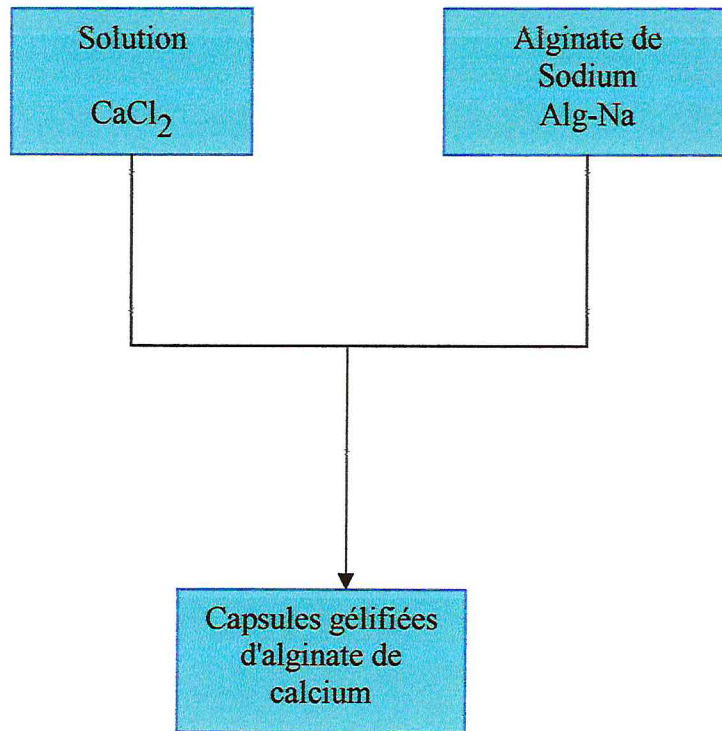 Solution
CaCl2
Alginate de
Sodium
Alg-Na
Capsules gélifiées
d'alginate de
calcium